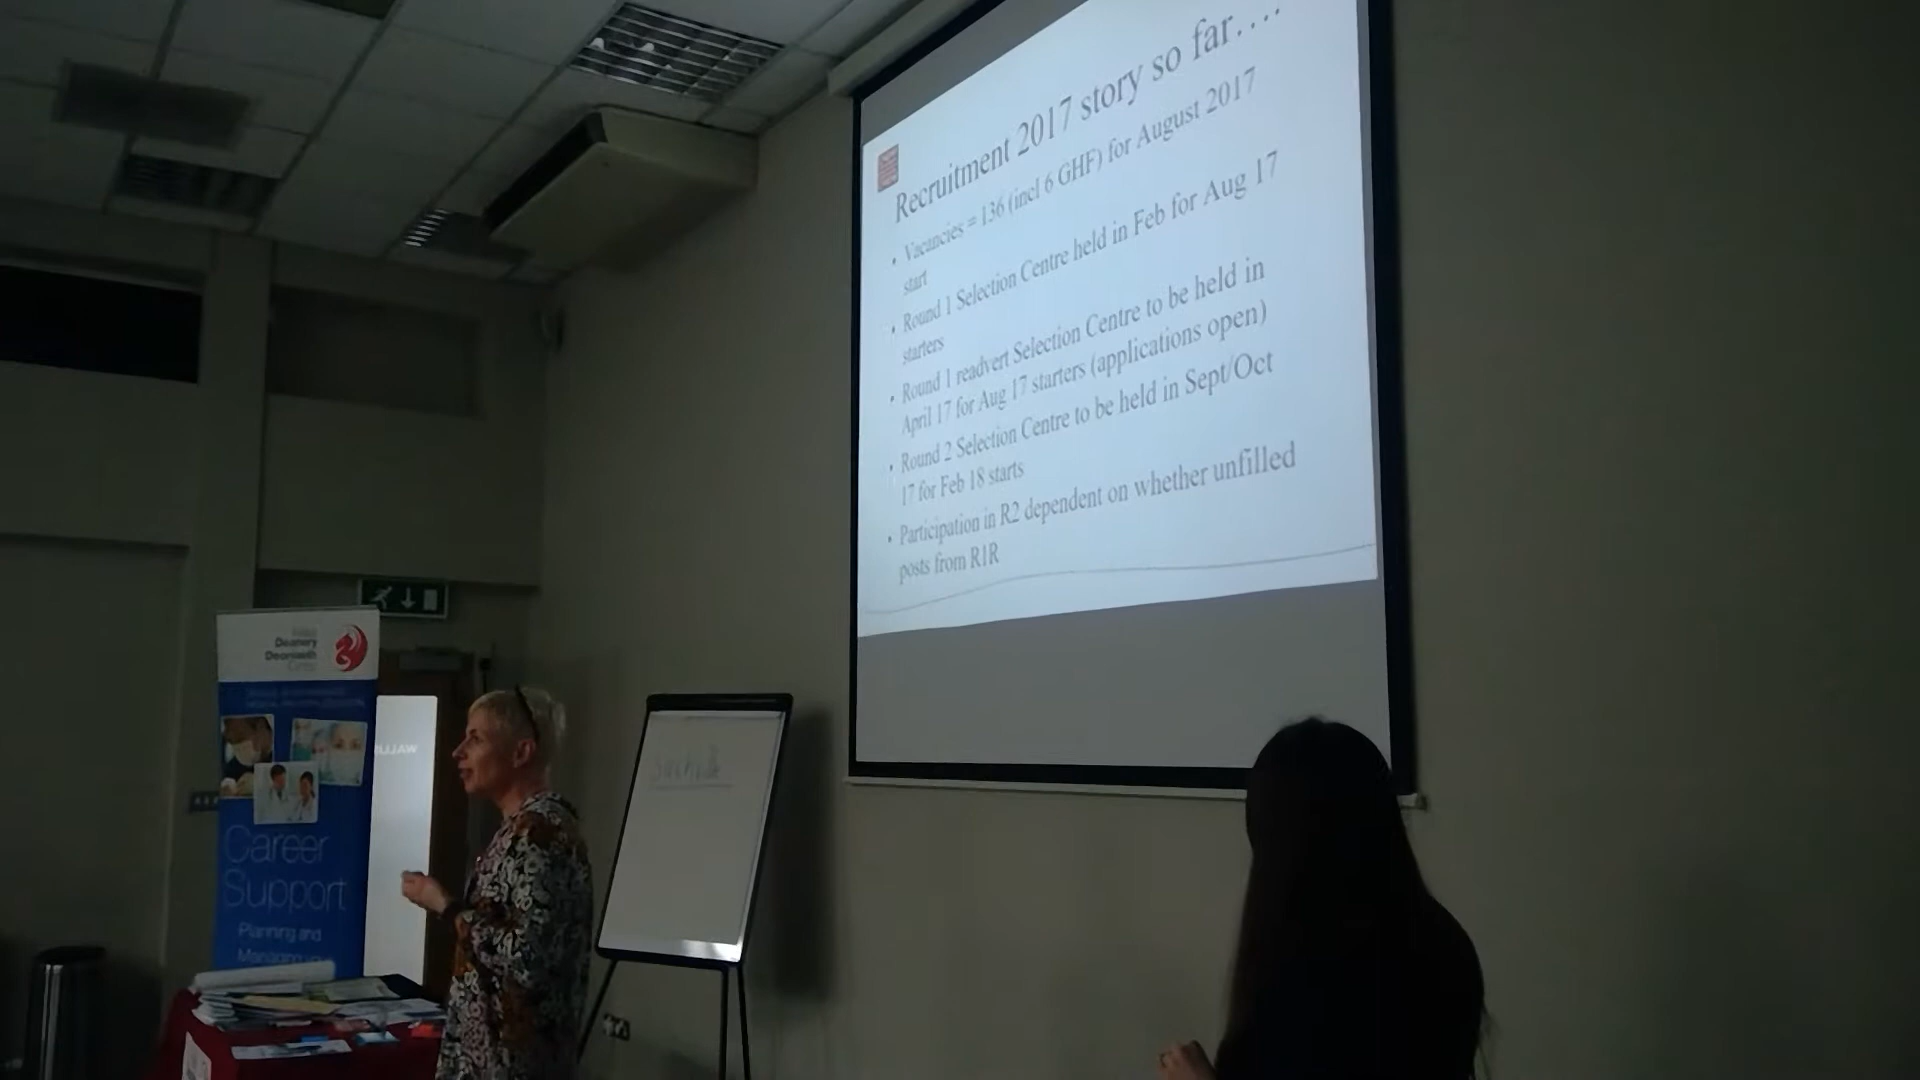 Recruitment 2017 story so far....
• Vacancies = 136 (incl 6 GHF) for August 2017
start
• Round 1 Selection Centre held in Feb for Aug 17
starters
• Round 1 readvert Selection Centre to be held in
April 17 for Aug 17 starters (applications open)
• Round 2 Selection Centre to be held in Sept/Oct
17 for Feb 18 starts
• Participation in R2 dependent on whether unfilled
posts from R1R
Deanery
Deoniaeth
Career
Support
Planning and
Managing your